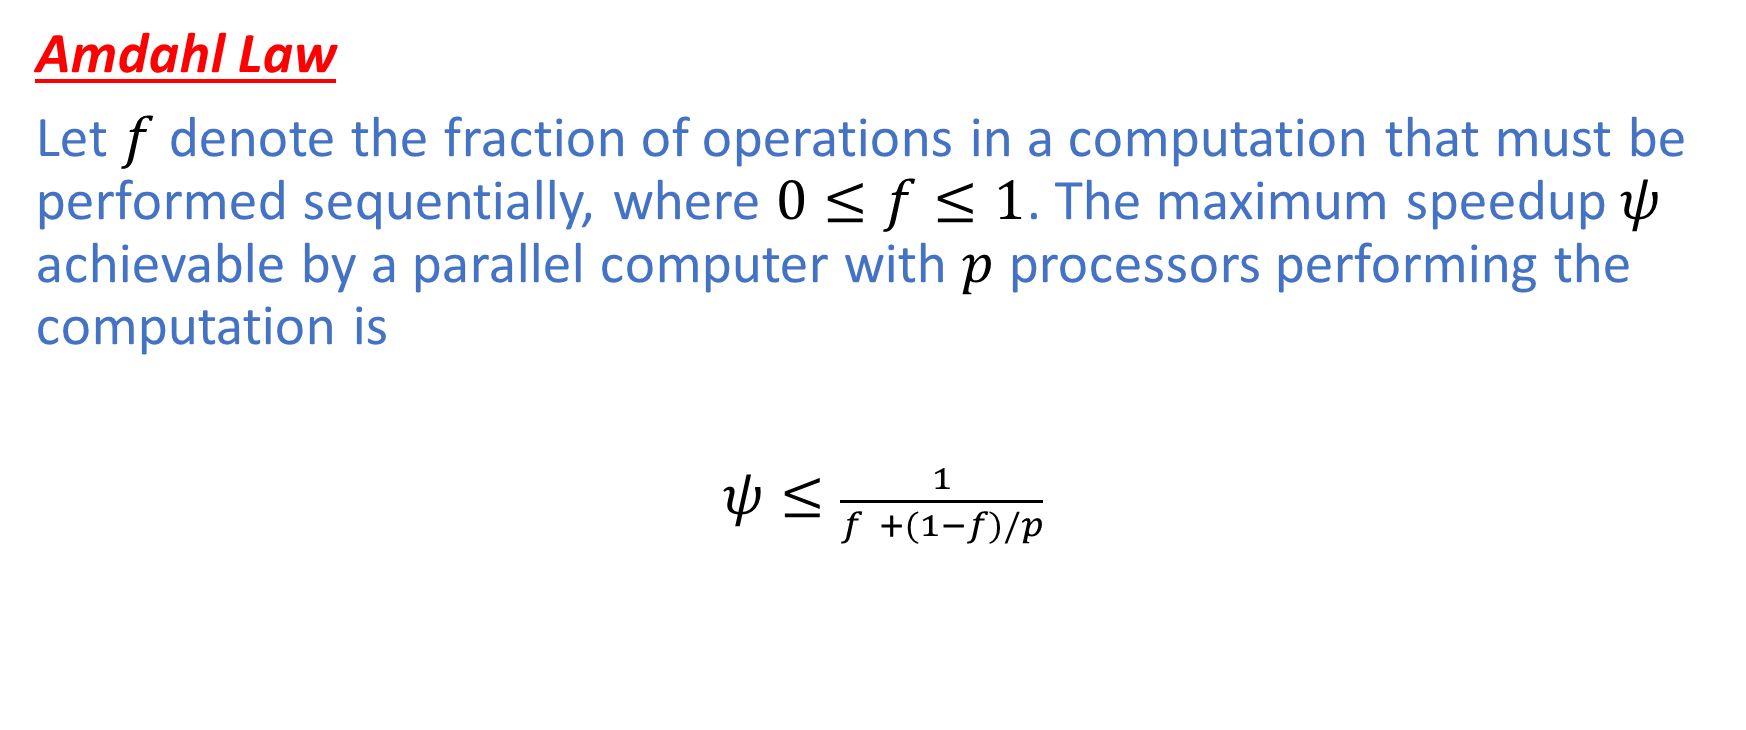 Amdahl Law
Let 𝑓 denote the fraction of operations in a computation that must be
performed sequentially, where 0 ≤ 𝑓 ≤ 1. The maximum speedup 𝜓
achievable by a parallel computer with 𝑝 processors performing the
computation is
𝜓 ≤ 1 / 𝑓 +(1−𝑓)/𝑝